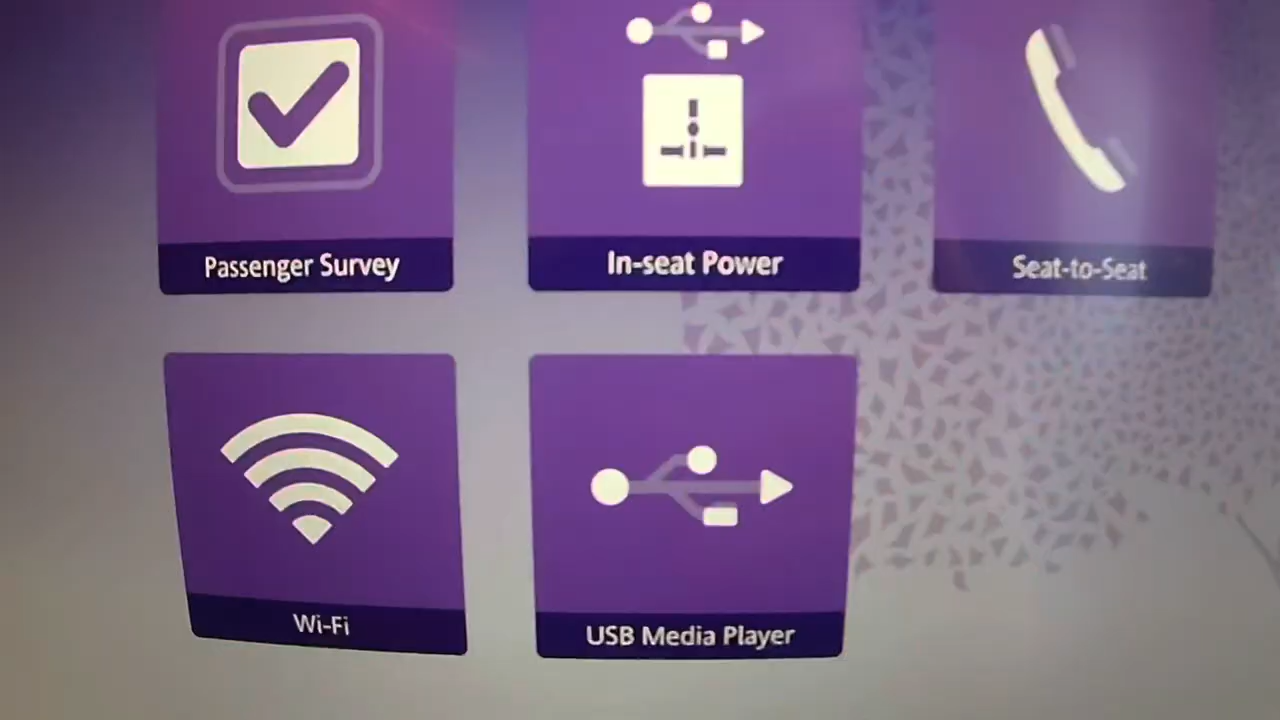 Passenger Survey
In-seat Power
Seat-to-Seat
Wi-Fi
USB Media Player